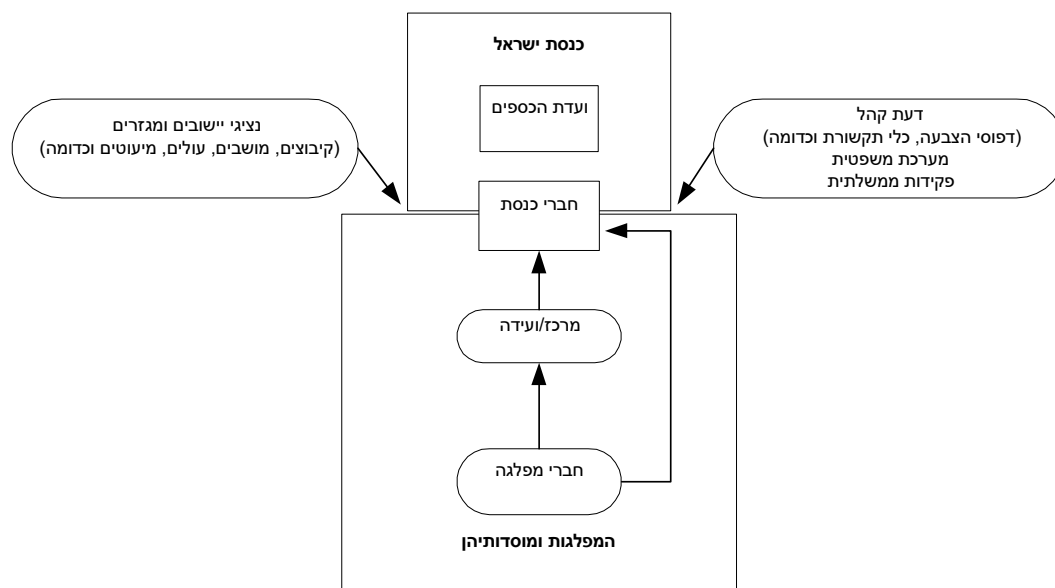 כנסת ישראל
ועדת הכספים
נציגי יישובים ומגזרים
(קיבוצים, מושבים, עולים, מיעוטים וכדומה)
דעת קהל
(דפוסי הצבעה, כלי תקשורת וכדומה)
מערכת משפטית
פקידות ממשלתית
חברי כנסת
מרכז/ועידה
חברי מפלגה
המפלגות ומוסדותיהן